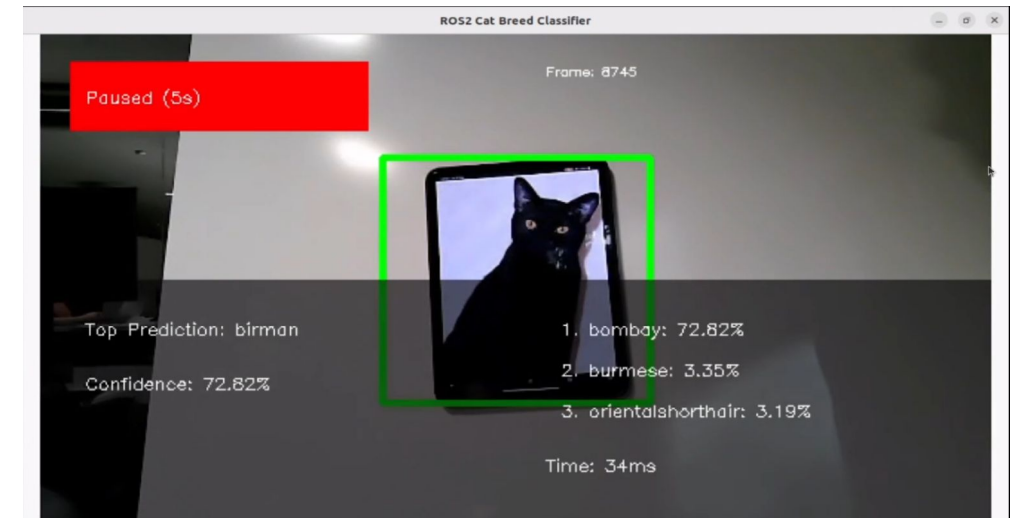 ROS2 Cat Breed Classifier
Paused (5s)
Frame: 8745
Top Prediction: birman
Confidence: 72.82%
1. bombay: 72.82%
2. burmese: 3.35%
3. orientalshorthair: 3.19%
Time: 34ms